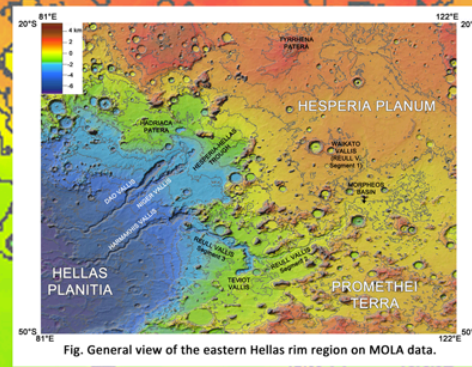 81°E
122°E
20°S
20°
4 km
2
0
-2
-4
-6
TYRRHENA
PATERA
HESPERIA PLANUM
HADRIACA
PATERA
HESPERIA-HELLAS
TROUGH
WAIKATO
VALLIS
(REULL V.
Segment 1)
MORPHEOS
BASIN
DAO VALLIS
NIGER VALLIS
HARMAKHIS VALLIS
REULL VALLIS
Segment 3
REULL VALLIS
Segment 2
TEVIOT
VALLIS
HELLAS
PLANITIA
PROMETHEI
TERRA
50°S
50°
81°E
122°E
Fig. General view of the eastern Hellas rim region on MOLA data.